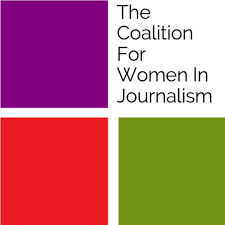 The
Coalition
For
Women In
Journalism